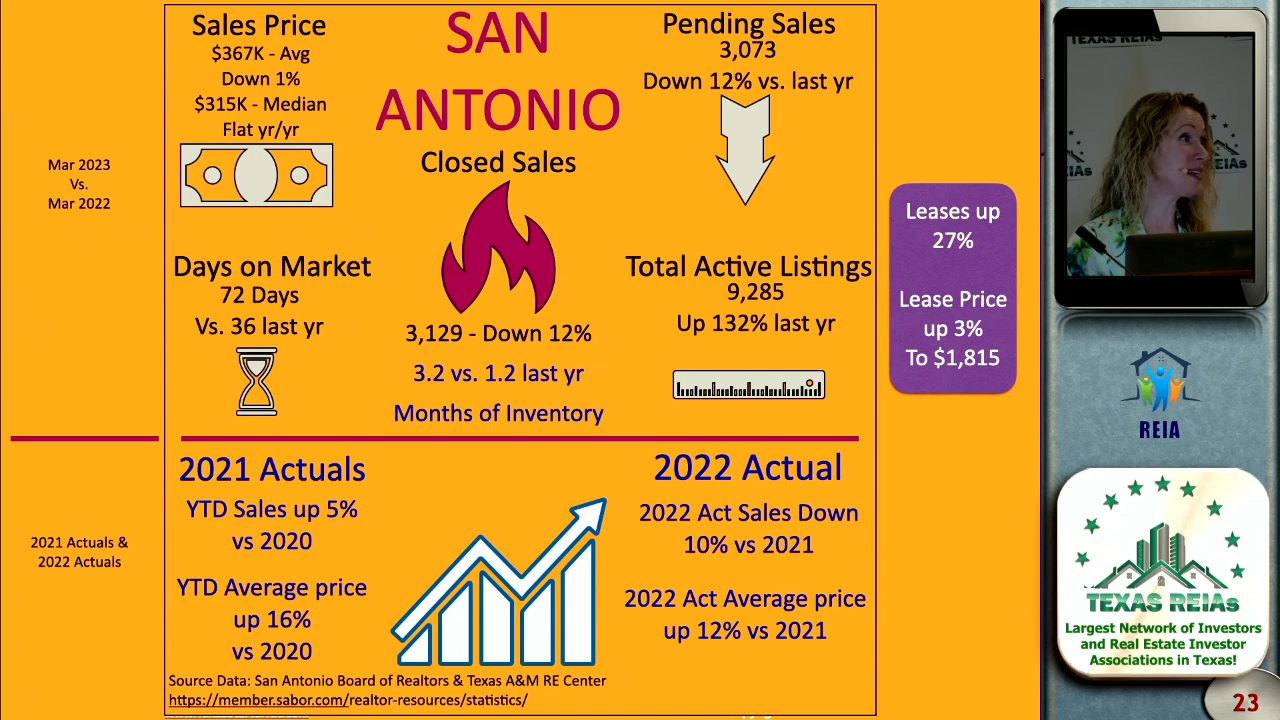 Sales Price
$367K - Avg
Down 1%
$315K - Median
Flat yr/yr
SAN
ANTONIO
Closed Sales
Pending Sales
3,073
Down 12% vs. last yr
Mar 2023
Vs.
Mar 2022
Days on Market
72 Days
Vs. 36 last yr
3,129 - Down 12%
3.2 vs. 1.2 last yr
Months of Inventory
Total Active Listings
9,285
Up 132% last yr
Leases up
27%
Lease Price
up 3%
To $1,815
2021 Actuals &
2022 Actuals
2021 Actuals
YTD Sales up 5%
vs 2020
YTD Average price
up 16%
vs 2020
2022 Actual
2022 Act Sales Down
10% vs 2021
2022 Act Average price
up 12% vs 2021
Source Data: San Antonio Board of Realtors & Texas A&M RE Center
https://member.sabor.com/realtor-resources/statistics/
TEXAS REIAs
REIAs
REIA
TEXAS REIAs
Largest Network of Investors
and Real Estate Investor
Associations in Texas!
23